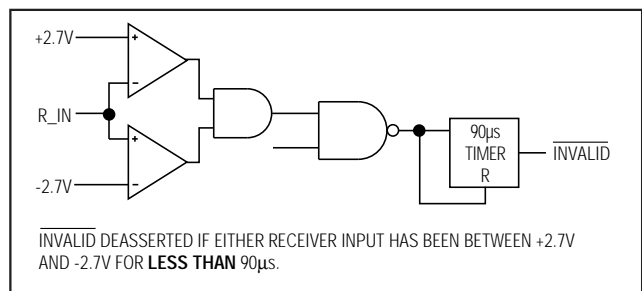 +2.7V
+
-
R_IN
+
-
-2.7V
90µs
TIMER
R
INVALID
INVALID DEASSERTED IF EITHER RECEIVER INPUT HAS BEEN BETWEEN +2.7V
AND -2.7V FOR LESS THAN 90µs.